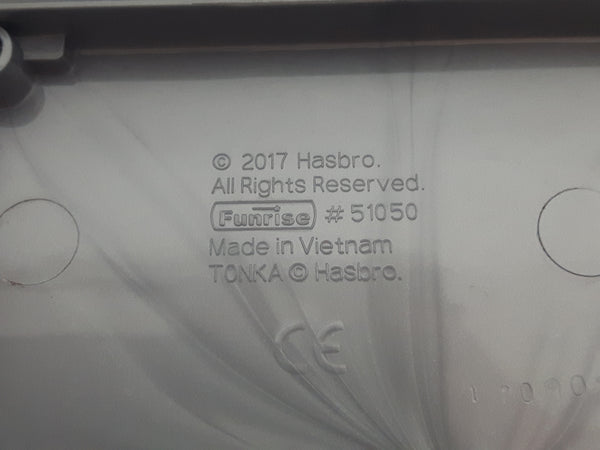 © 2017 Hasbro.
All Rights Reserved.
Funrise # 51050
Made in Vietnam
TONKA © Hasbro.
CE